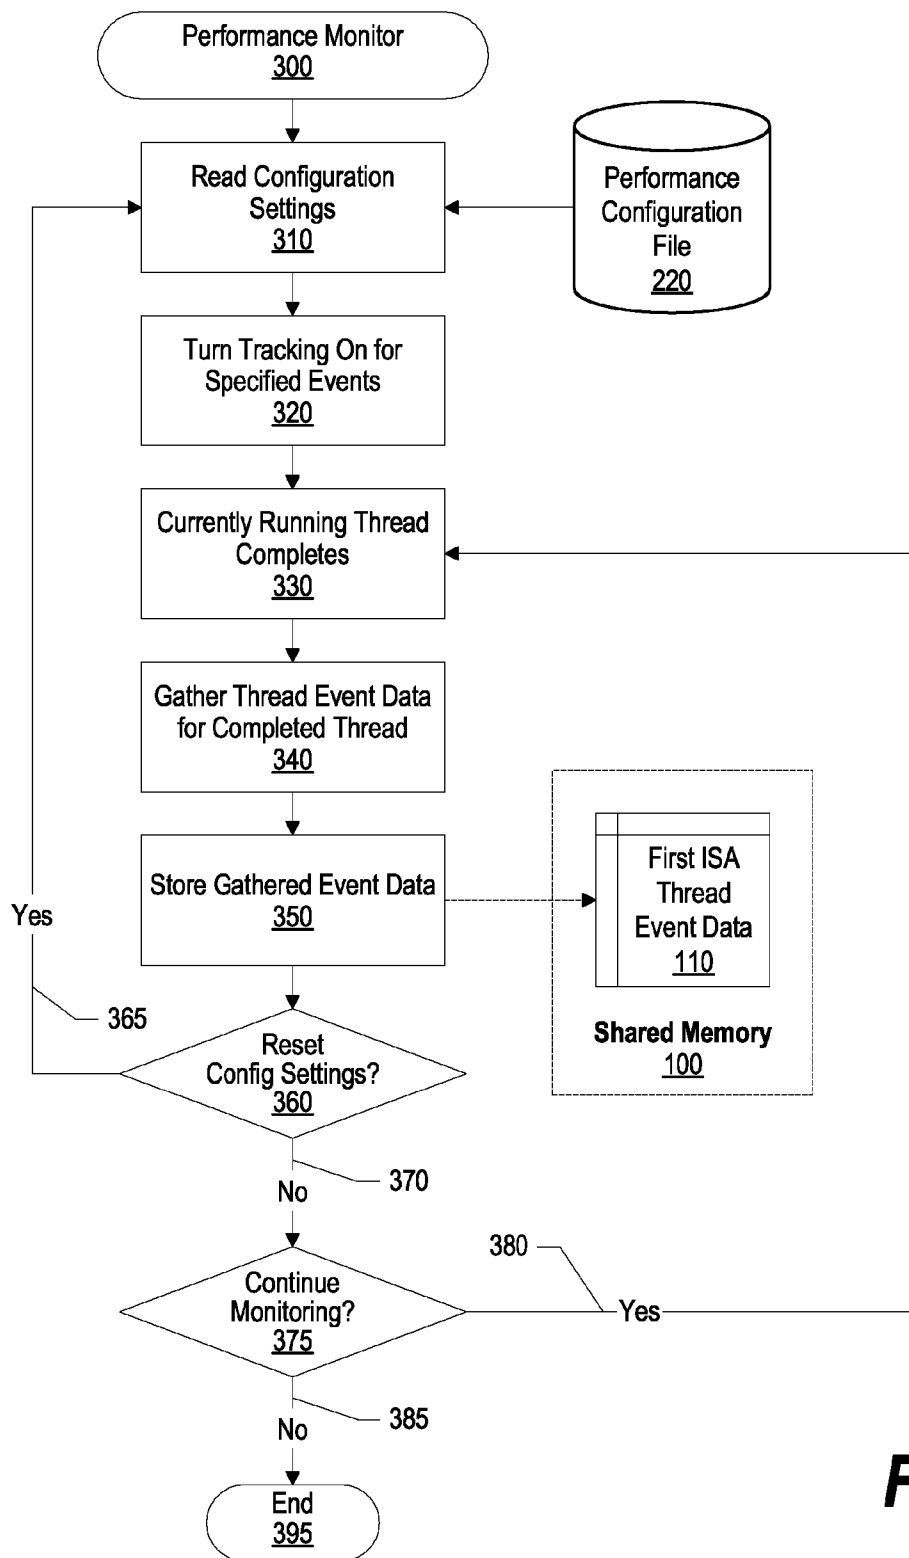 Performance Monitor
300
Read Configuration
Settings
310
Performance
Configuration
File
220
Turn Tracking On for
Specified Events
320
Currently Running Thread
Completes
330
Gather Thread Event Data
for Completed Thread
340
Store Gathered Event Data
350
First ISA
Thread
Event Data
110
Shared Memory
100
Yes
365
Reset
Config Settings?
360
370
No
380
Continue
Monitoring?
375
Yes
385
No
F
End
395